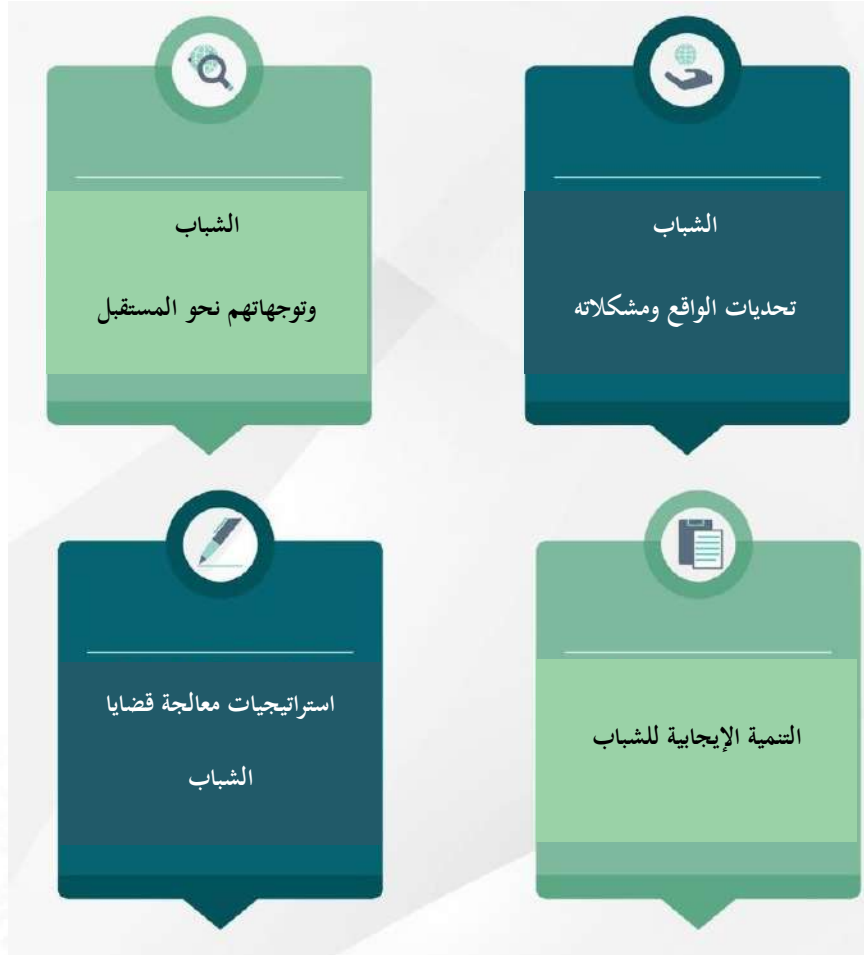 الشباب
تحديات الواقع ومشكلاته
الشباب
وتوجهاتهم نحو المستقبل
التنمية الإيجابية للشباب
استراتيجيات معالجة قضايا
الشباب